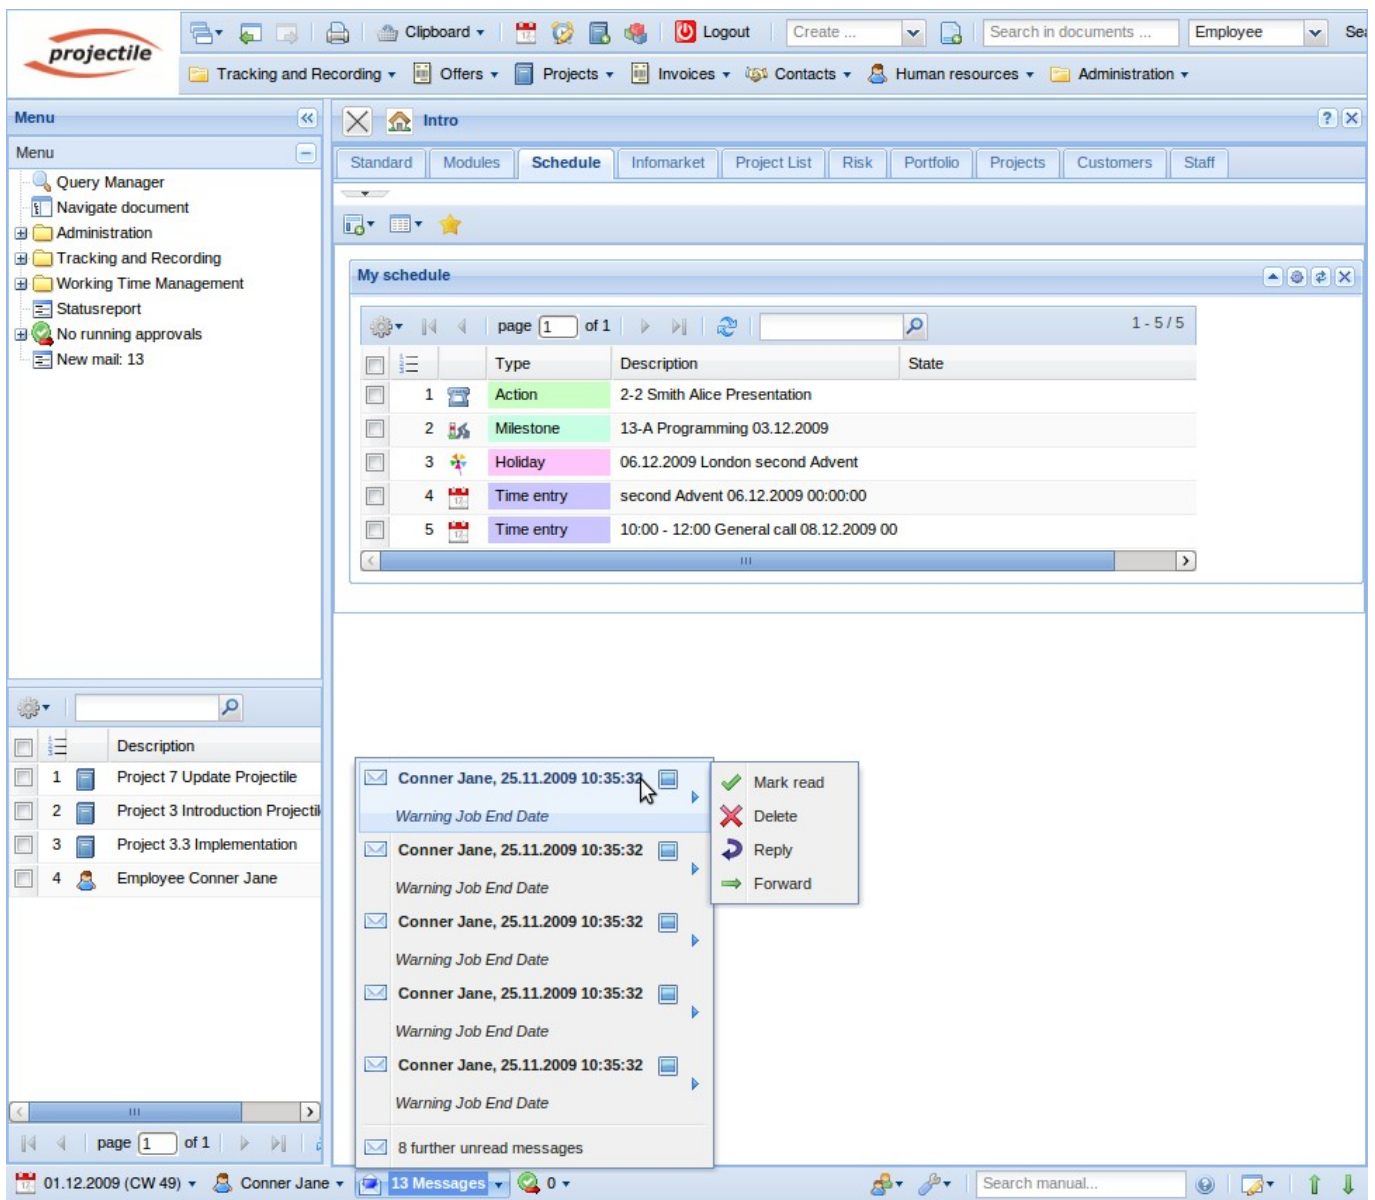 projectile
Clipboard
Logout
Create ...
Search in documents ...
Employee
Tracking and Recording
Offers
Projects
Invoices
Contacts
Human resources
Administration
Menu
Menu
Query Manager
Navigate document
Administration
Tracking and Recording
Working Time Management
Statusreport
No running approvals
New mail: 13
Intro
Standard Modules Schedule Infomarket Project List Risk Portfolio Projects Customers Staff
My schedule
page 1 of 1
1 - 5 / 5
Type Description State
1 Action 2-2 Smith Alice Presentation
2 Milestone 13-A Programming 03.12.2009
3 Holiday 06.12.2009 London second Advent
4 Time entry second Advent 06.12.2009 00:00:00
5 Time entry 10:00 - 12:00 General call 08.12.2009 00
Description
1 Project 7 Update Projectile
2 Project 3 Introduction Projectil
3 Project 3.3 Implementation
4 Employee Conner Jane
page 1 of 1
Conner Jane, 25.11.2009 10:35:32
Warning Job End Date
Conner Jane, 25.11.2009 10:35:32
Warning Job End Date
Conner Jane, 25.11.2009 10:35:32
Warning Job End Date
Conner Jane, 25.11.2009 10:35:32
Warning Job End Date
Conner Jane, 25.11.2009 10:35:32
Warning Job End Date
8 further unread messages
Mark read
Delete
Reply
Forward
01.12.2009 (CW 49)
Conner Jane
13 Messages
0
Search manual...